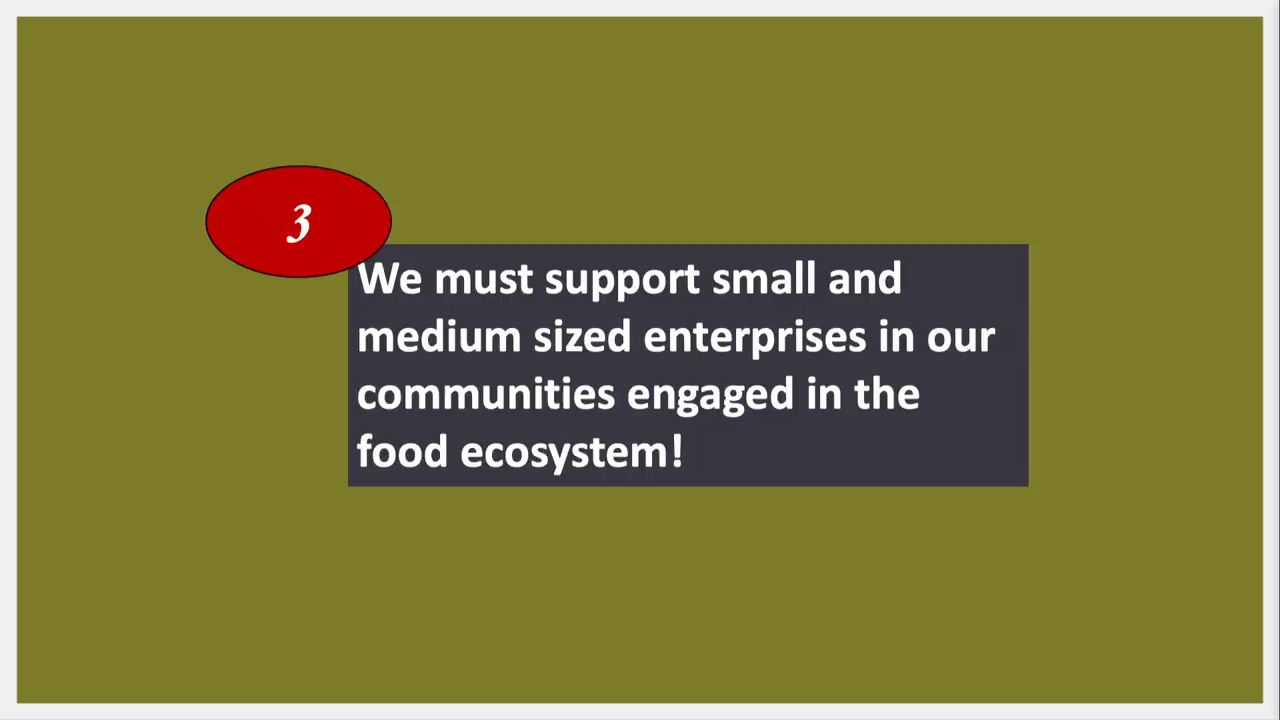 3
We must support small and
medium sized enterprises in our
communities engaged in the
food ecosystem!